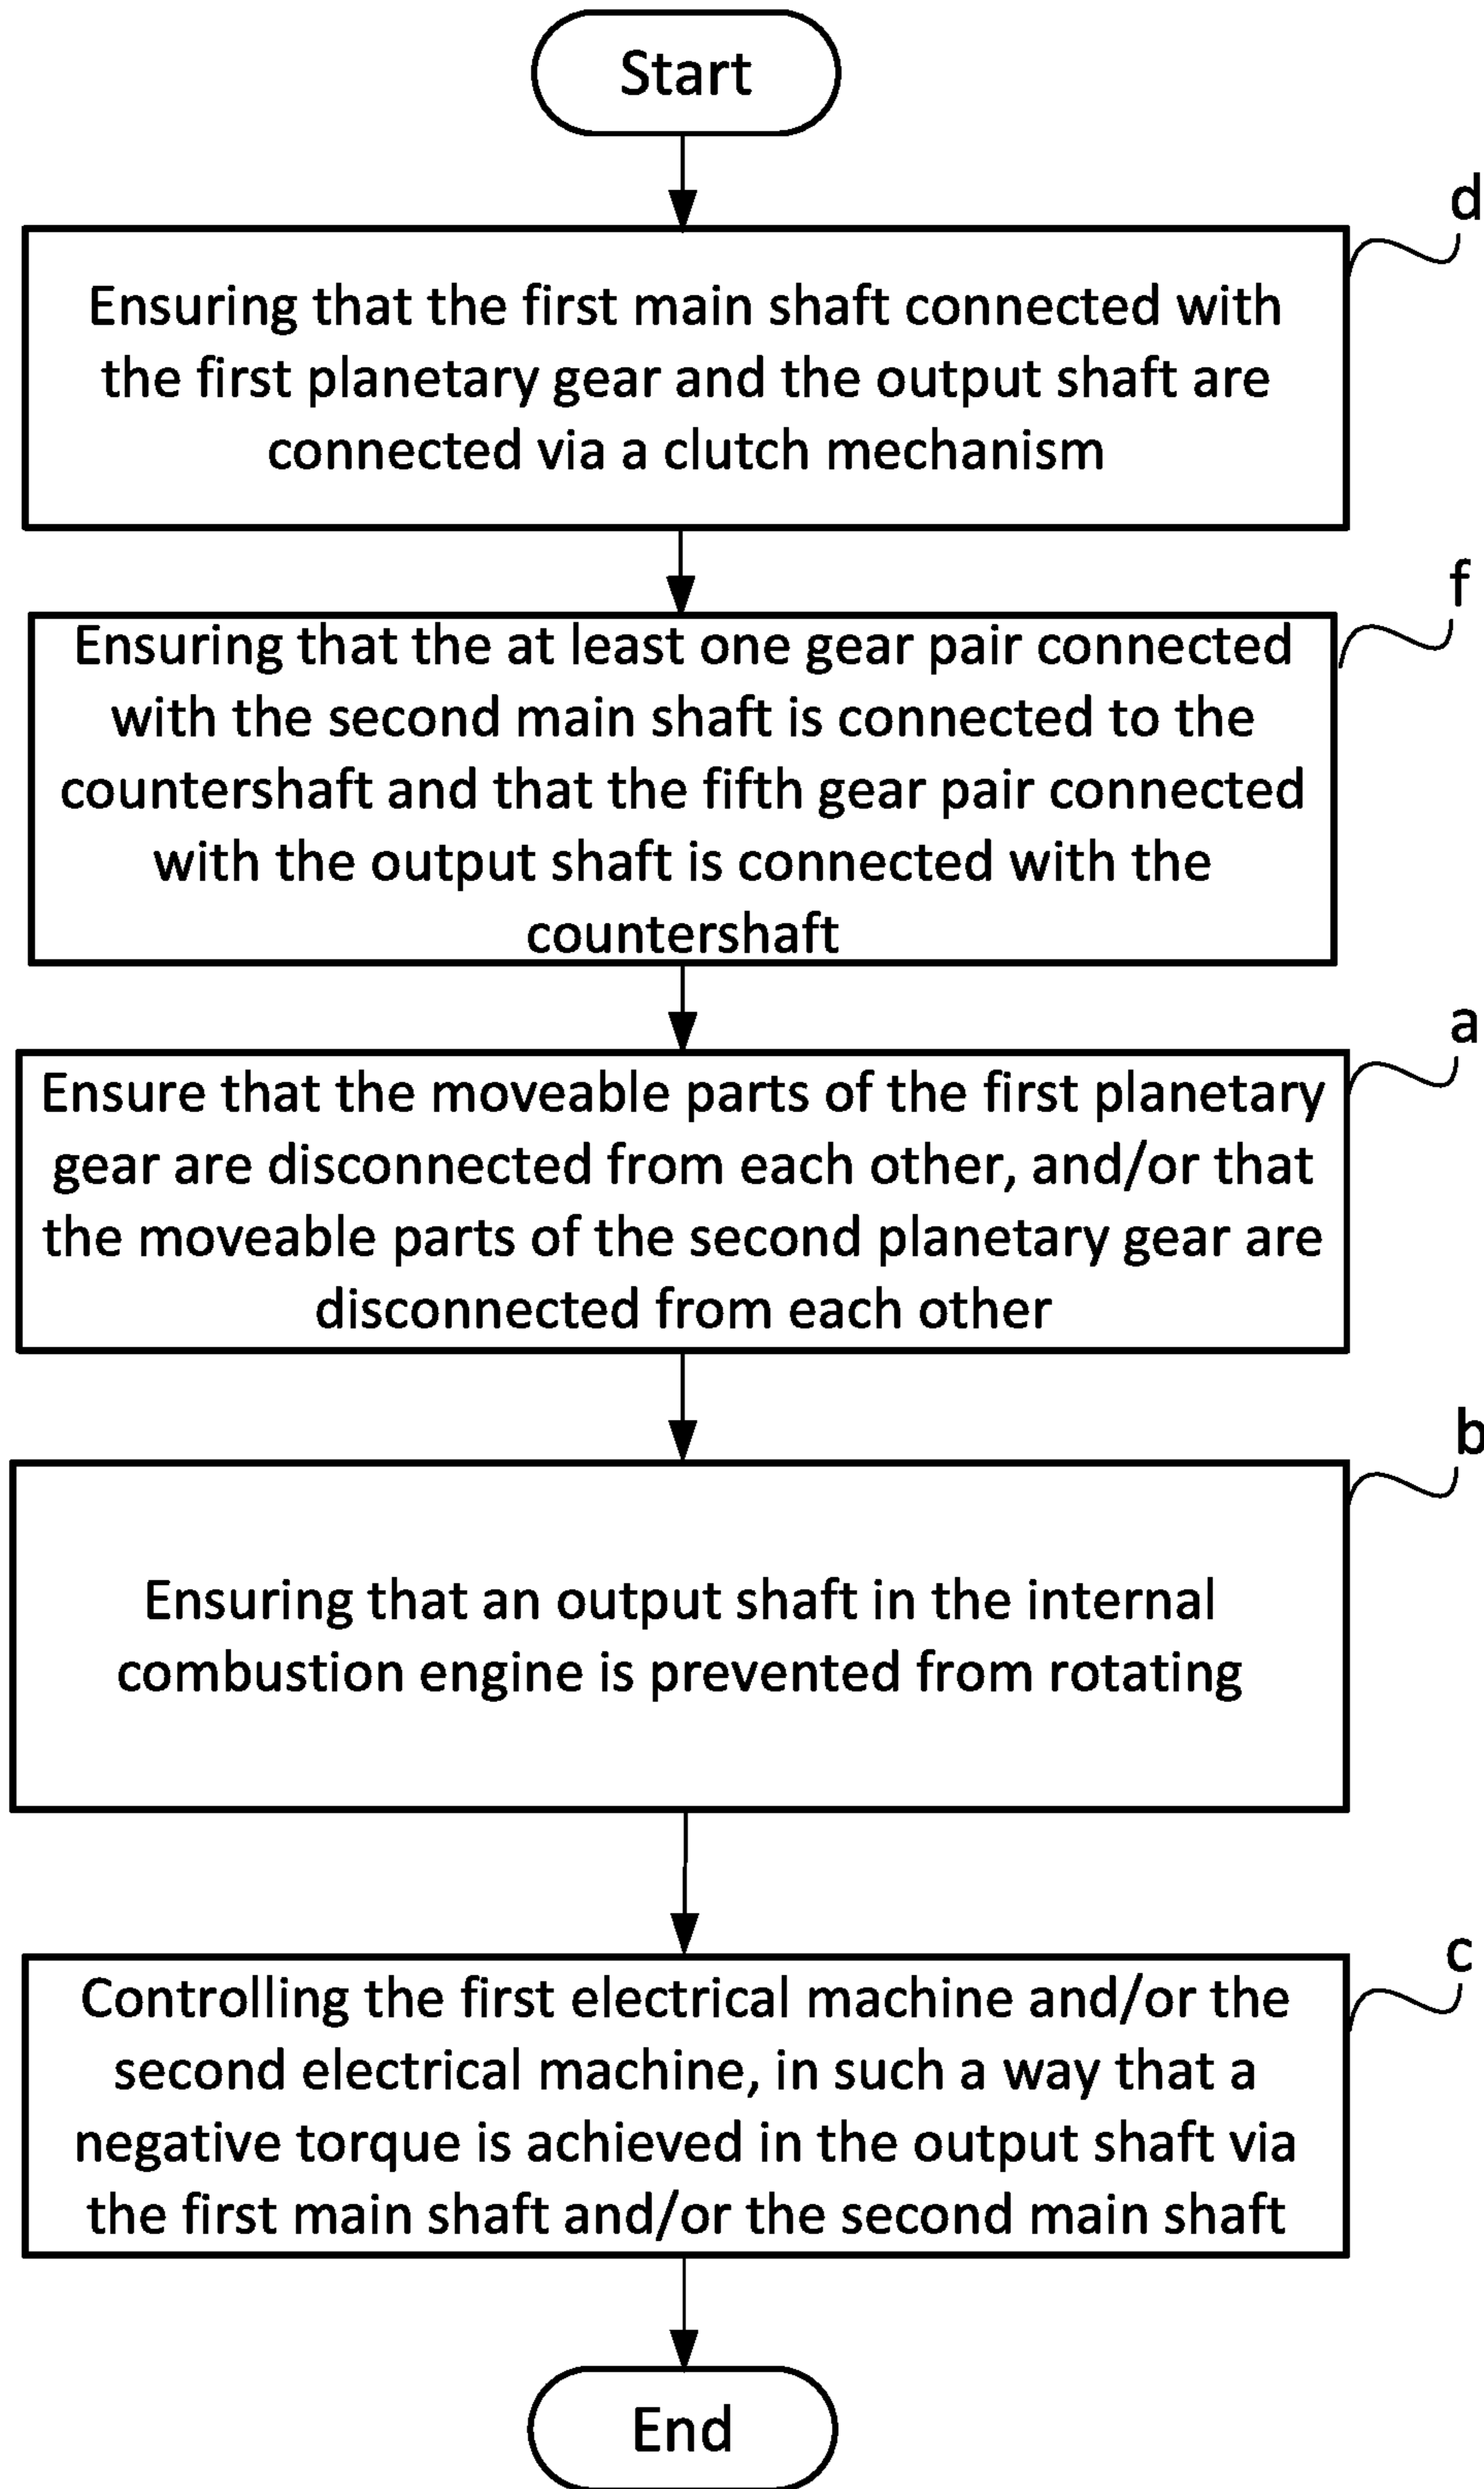 Start
d
Ensuring that the first main shaft connected with
the first planetary gear and the output shaft are
connected via a clutch mechanism
f
Ensuring that the at least one gear pair connected
with the second main shaft is connected to the
countershaft and that the fifth gear pair connected
with the output shaft is connected with the
countershaft
a
Ensure that the moveable parts of the first planetary
gear are disconnected from each other, and/or that
the moveable parts of the second planetary gear are
disconnected from each other
b
Ensuring that an output shaft in the internal
combustion engine is prevented from rotating
c
Controlling the first electrical machine and/or the
second electrical machine, in such a way that a
negative torque is achieved in the output shaft via
the first main shaft and/or the second main shaft
End